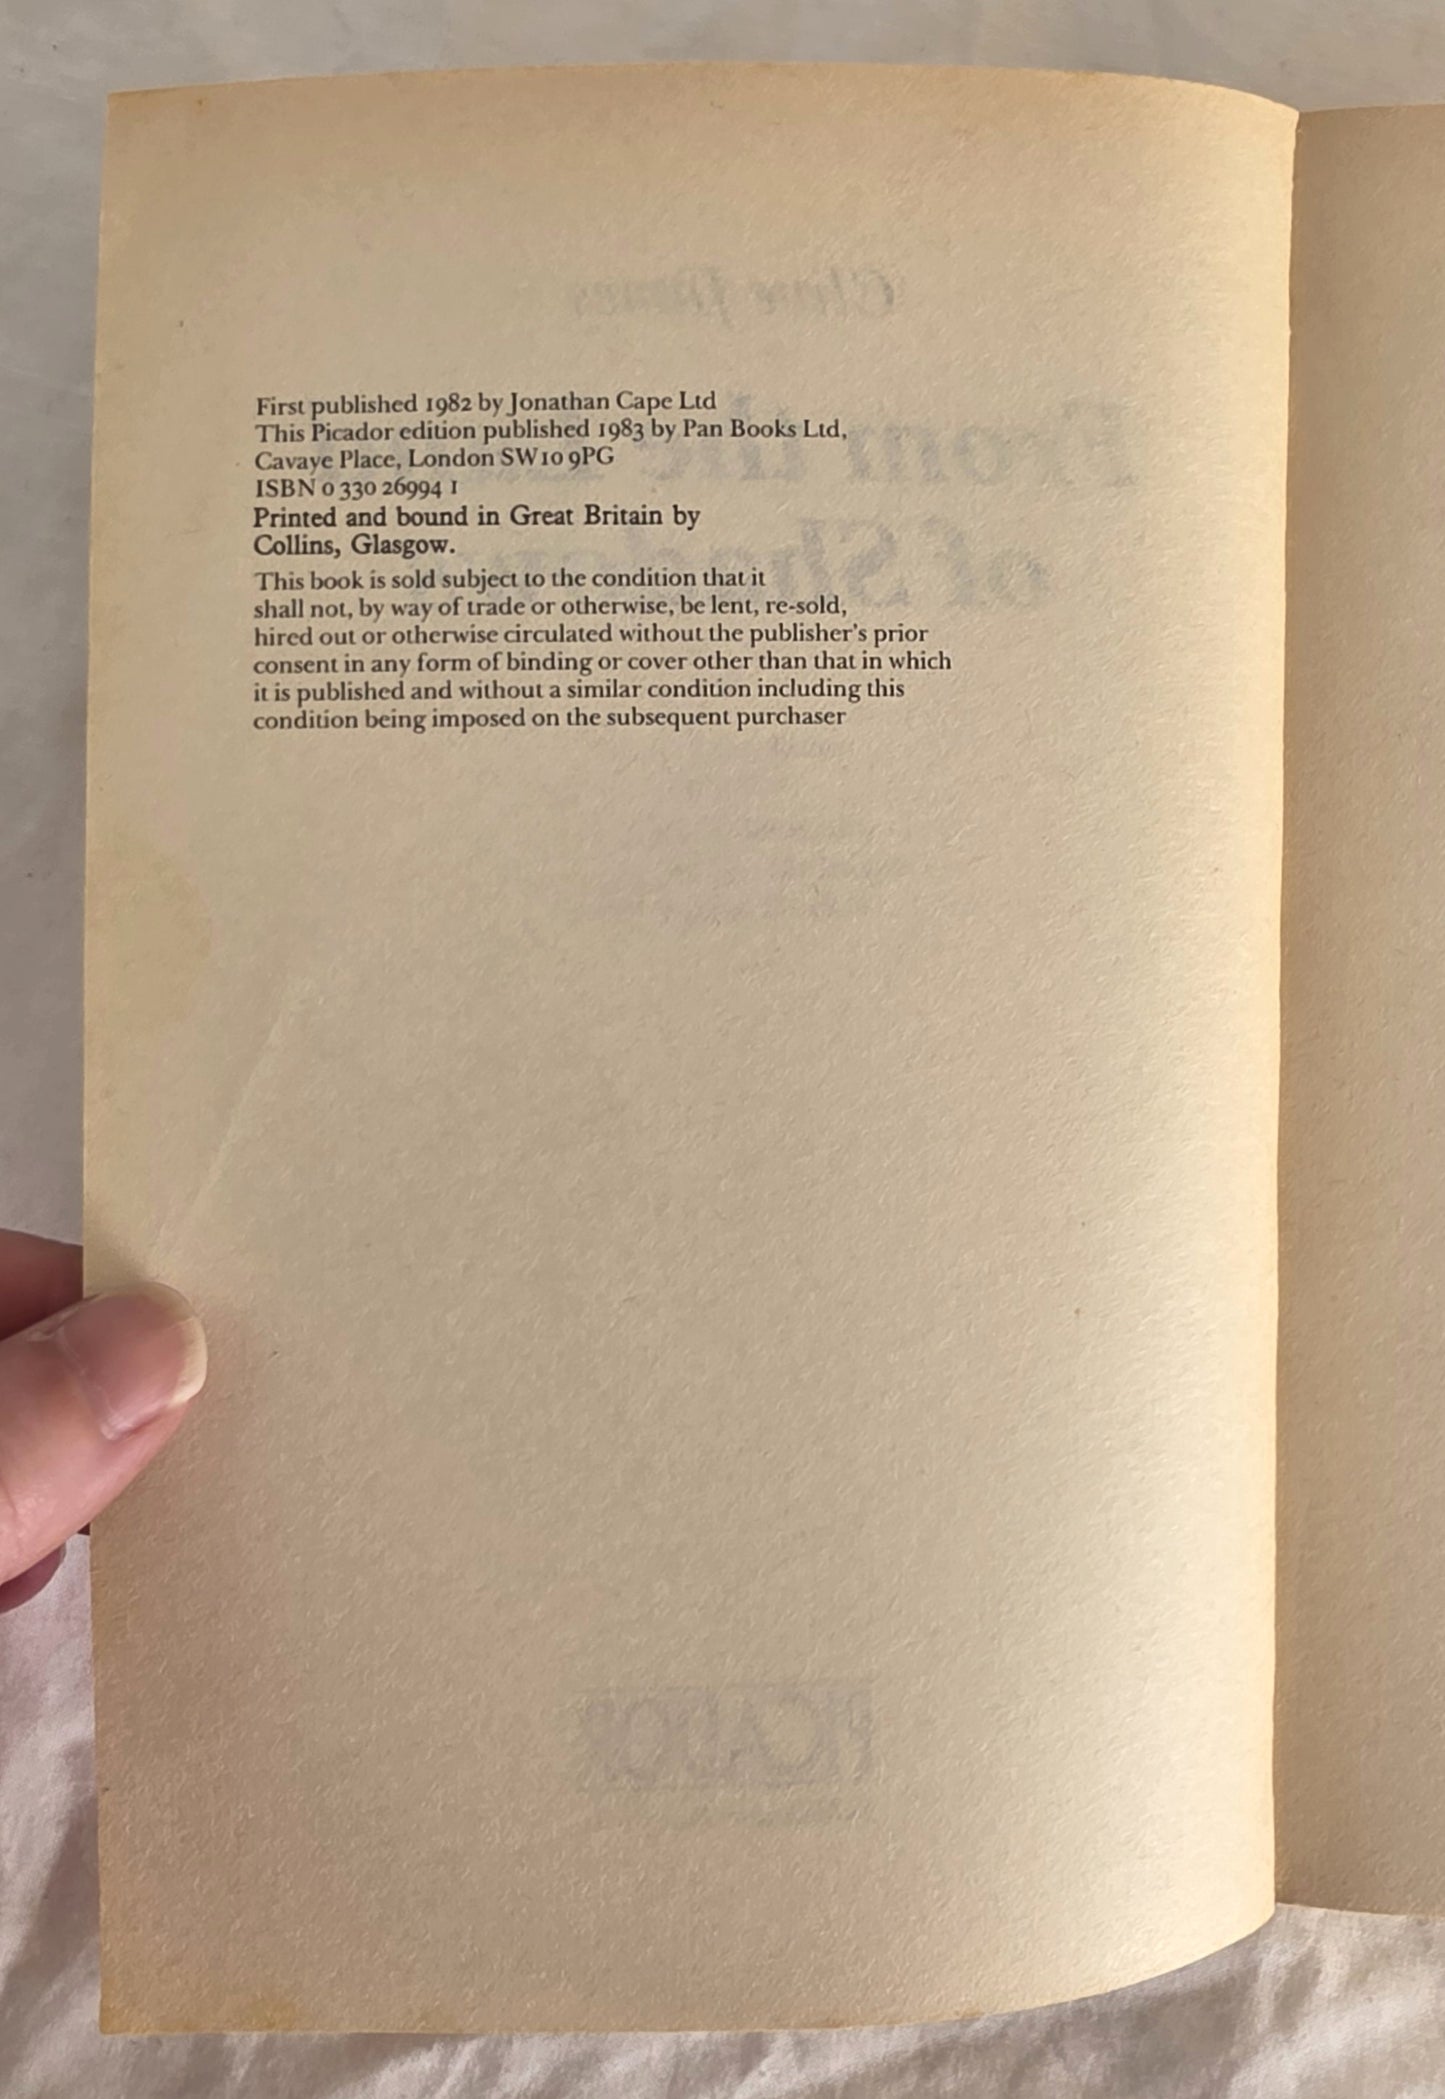 First published 1982 by Jonathan Cape Ltd
This Picador edition published 1983 by Pan Books Ltd,
Cavaye Place, London SW10 9PG
ISBN 0 330 26994 1
Printed and bound in Great Britain by
Collins, Glasgow.
This book is sold subject to the condition that it
shall not, by way of trade or otherwise, be lent, re-sold,
hired out or otherwise circulated without the publisher's prior
consent in any form of binding or cover other than that in which
it is published and without a similar condition including this
condition being imposed on the subsequent purchaser
PICADOR